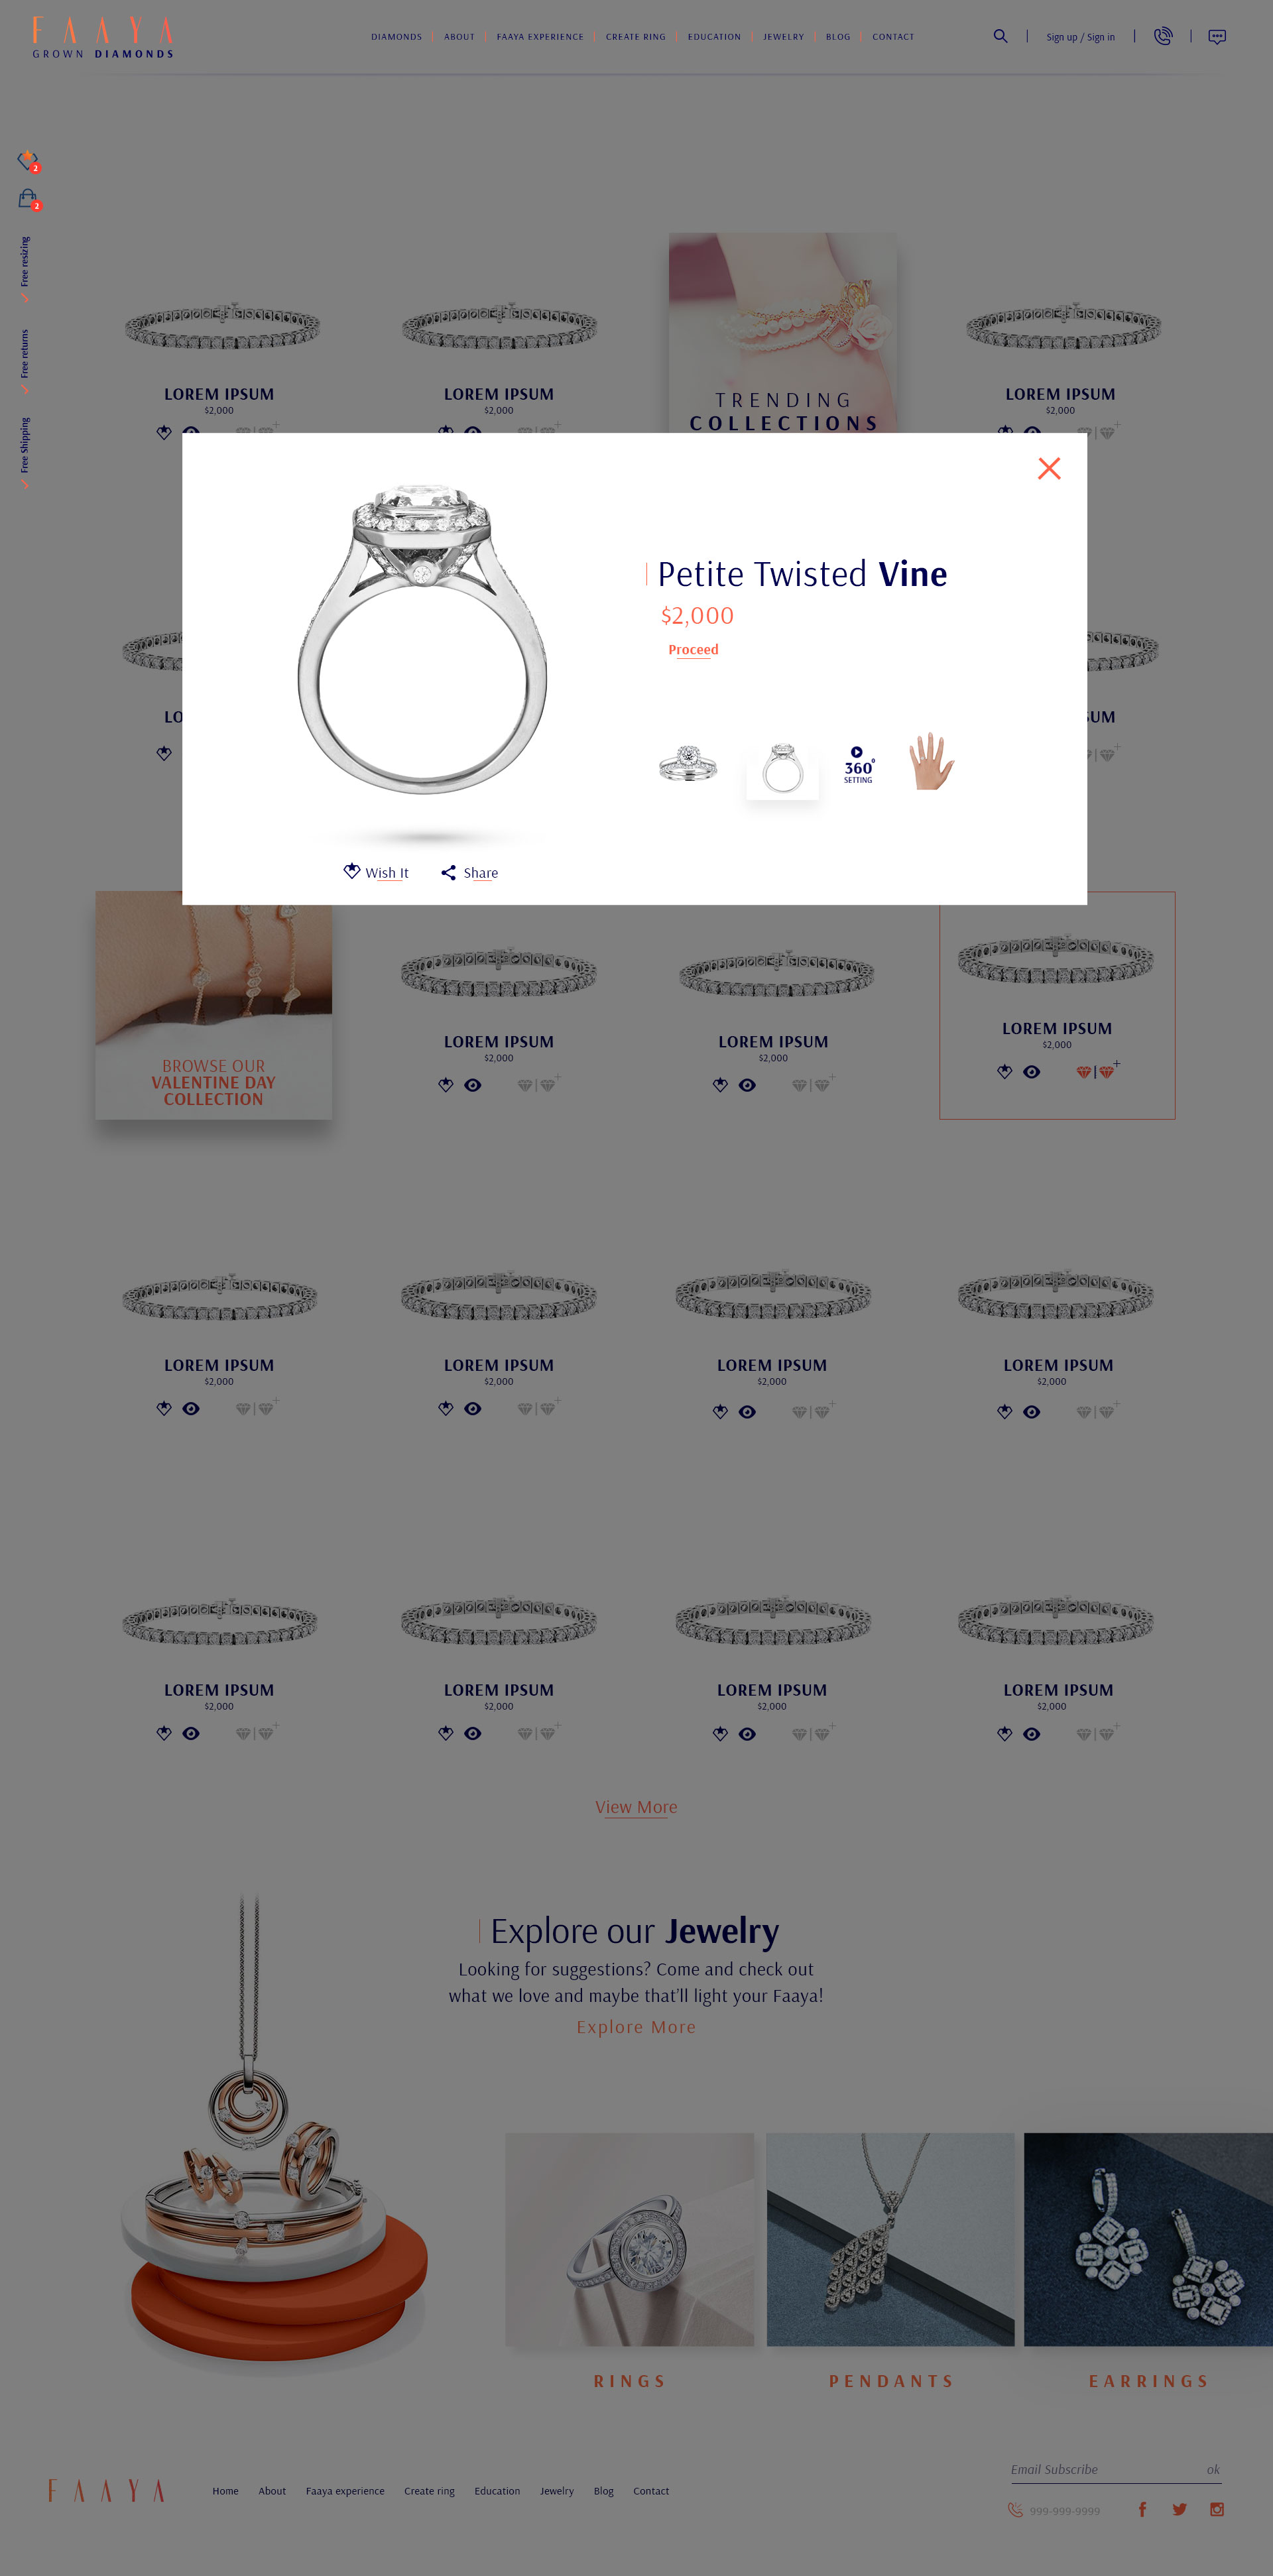 FAAYA
GROWN DIAMONDS
DIAMONDS
ABOUT
FAAYA EXPERIENCE
CREATE RING
EDUCATION
JEWELRY
BLOG
CONTACT
Sign up / Sign in
2
2
Free resizing
Free returns
Free Shipping
LOREM IPSUM
$2,000
LOREM IPSUM
$2,000
TRENDING
COLLECTIONS
LOREM IPSUM
$2,000
Petite Twisted Vine
$2,000
Proceed
360°
SETTING
Wish It
Share
BROWSE OUR
VALENTINE DAY
COLLECTION
LOREM IPSUM
$2,000
LOREM IPSUM
$2,000
LOREM IPSUM
$2,000
LOREM IPSUM
$2,000
LOREM IPSUM
$2,000
LOREM IPSUM
$2,000
LOREM IPSUM
$2,000
LOREM IPSUM
$2,000
LOREM IPSUM
$2,000
LOREM IPSUM
$2,000
LOREM IPSUM
$2,000
View More
Explore our Jewelry
Looking for suggestions? Come and check out
what we love and maybe that'll light your Faaya!
Explore More
RINGS
PENDANTS
EARRINGS
FAAYA
Home
About
Faaya experience
Create ring
Education
Jewelry
Blog
Contact
Email Subscribe
ok
999-999-9999